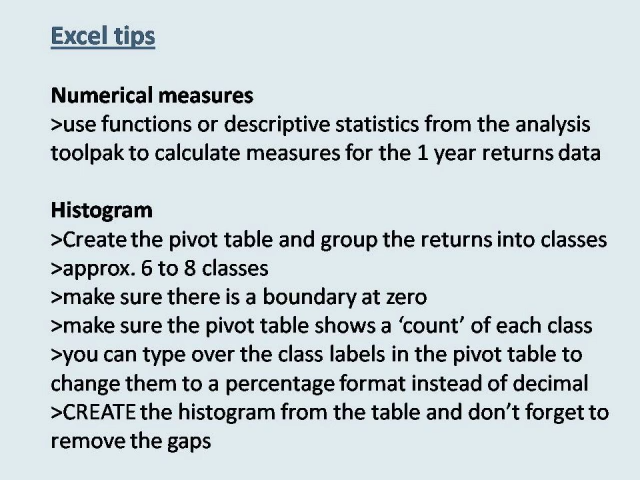 Excel tips
Numerical measures
>use functions or descriptive statistics from the analysis
toolpak to calculate measures for the 1 year returns data
Histogram
>Create the pivot table and group the returns into classes
>approx. 6 to 8 classes
>make sure there is a boundary at zero
>make sure the pivot table shows a ‘count’ of each class
>you can type over the class labels in the pivot table to
change them to a percentage format instead of decimal
>CREATE the histogram from the table and don’t forget to
remove the gaps